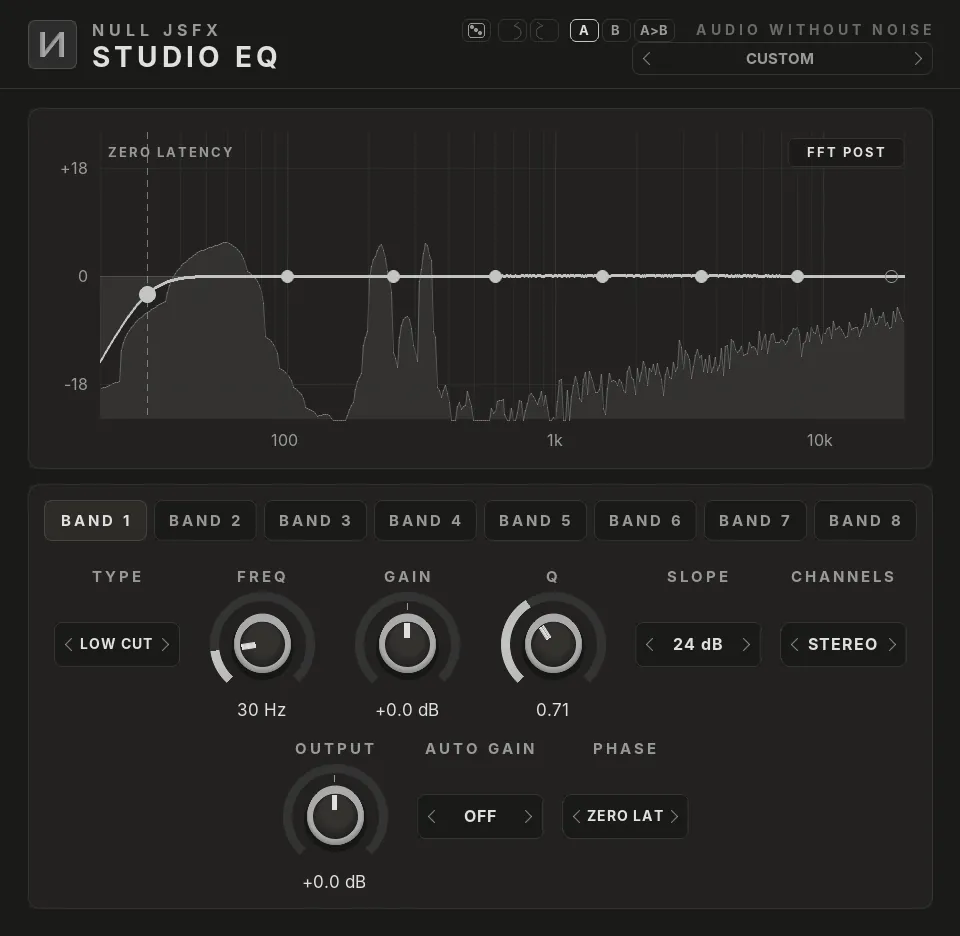 NULL JSFX
STUDIO EQ
A B A>B
AUDIO WITHOUT NOISE
CUSTOM
ZERO LATENCY
FFT POST
+18
0
-18
100 1k 10k
BAND 1 BAND 2 BAND 3 BAND 4 BAND 5 BAND 6 BAND 7 BAND 8
TYPE FREQ GAIN Q SLOPE CHANNELS
LOW CUT 24 dB STEREO
30 Hz +0.0 dB 0.71
OUTPUT AUTO GAIN PHASE
OFF ZERO LAT
+0.0 dB